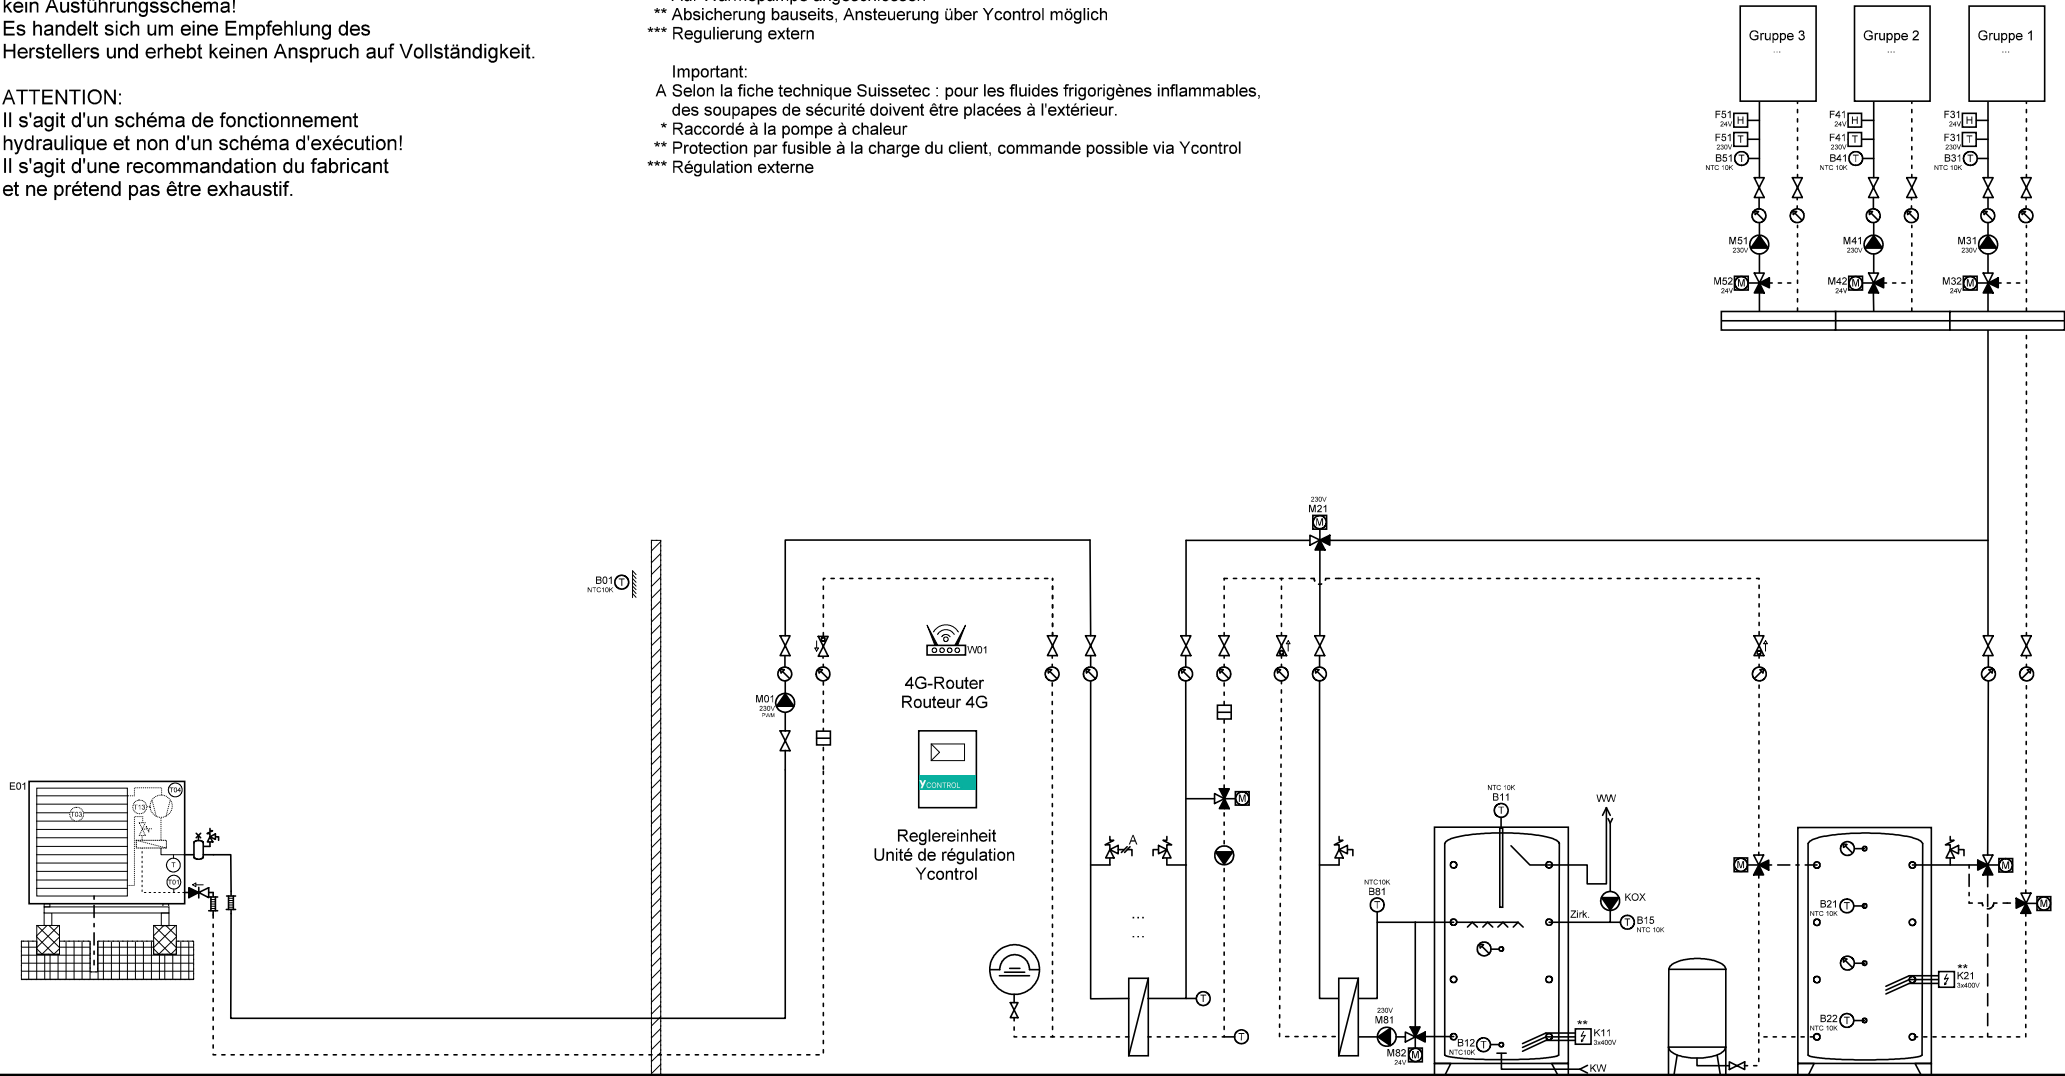 kein Ausführungsschema!
Es handelt sich um eine Empfehlung des
Herstellers und erhebt keinen Anspruch auf Vollständigkeit.
ATTENTION:
Il s'agit d'un schéma de fonctionnement
hydraulique et non d'un schéma d'exécution!
Il s'agit d'une recommandation du fabricant
et ne prétend pas être exhaustif.
** Absicherung bauseits, Ansteuerung über Ycontrol möglich
*** Regulierung extern
Important:
A Selon la fiche technique Suissetec : pour les fluides frigorigènes inflammables,
des soupapes de sécurité doivent être placées à l'extérieur.
* Raccordé à la pompe à chaleur
** Protection par fusible à la charge du client, commande possible via Ycontrol
*** Régulation externe
Gruppe 3
...
Gruppe 2
...
Gruppe 1
...
F51
24V
H
F51
230V
T
B51
NTC 10K
T
M51
230V
M52
24V
M
F41
24V
H
F41
230V
T
B41
NTC 10K
T
M41
230V
M42
24V
M
F31
24V
H
F31
230V
T
B31
NTC 10K
T
M31
230V
M32
24V
M
230V
M21
M
B01
NTC10K
T
W01
4G-Router
Routeur 4G
M01
230V
PWM
YCONTROL
Reglereinheit
Unité de régulation
Ycontrol
E01
T04
T03
T13
T
T01
A
...
...
M
T
T
NTC10K
B81
T
230V
M81
M82
24V
M
NTC 10K
B11
T
WW
KOX
Zirk.
T
B15
NTC 10K
B12
NTC10K
T
**
K11
3x400V
KW
M
B21
NTC 10K
T
B22
NTC 10K
T
**
K21
3x400V
M
M